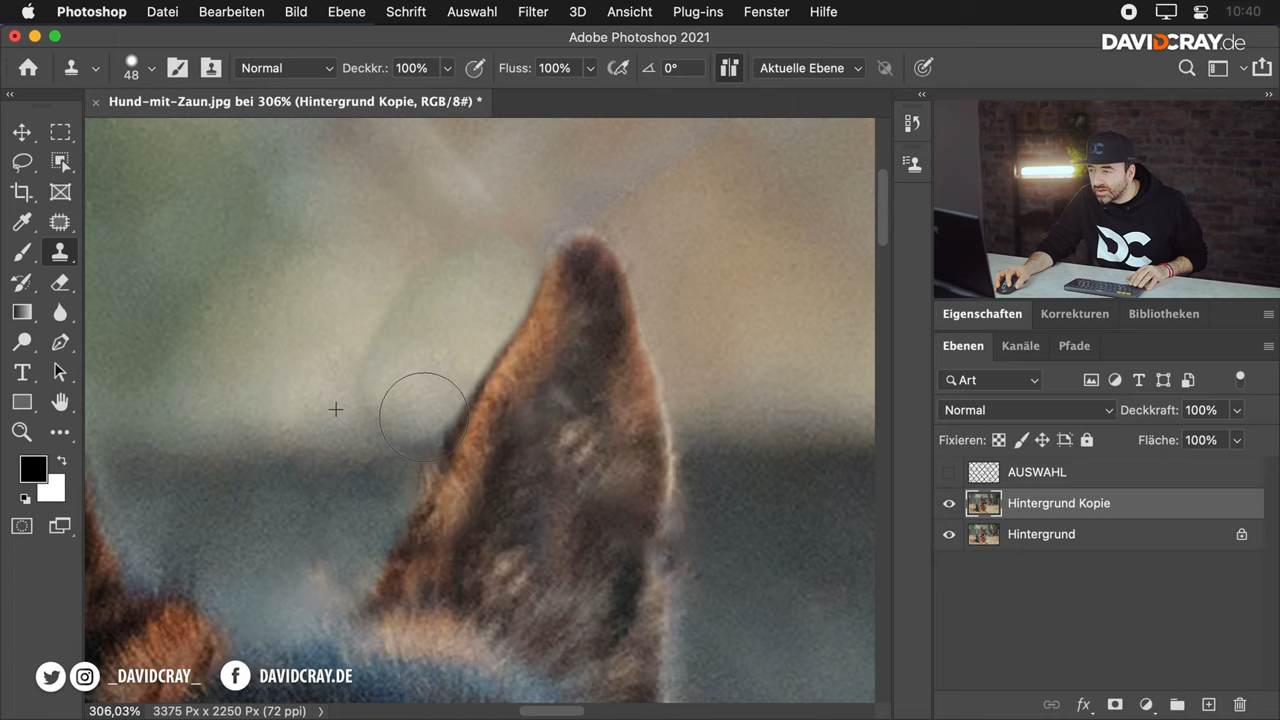 Photoshop Datei Bearbeiten Bild Ebene Schrift Auswahl Filter 3D Ansicht Plug-ins Fenster Hilfe 10:40
Adobe Photoshop 2021
DAVIDCRAY.de
48 Normal Deckkr.: 100% Fluss: 100% 0° Aktuelle Ebene
Hund-mit-Zaun.jpg bei 306% (Hintergrund Kopie, RGB/8#) *
DC
Eigenschaften Korrekturen Bibliotheken
Ebenen Kanäle Pfade
Art
Normal Deckkraft: 100%
Fixieren: Fläche: 100%
AUSWAHL
Hintergrund Kopie
Hintergrund
_DAVIDCRAY_ DAVIDCRAY.DE
306,03% 3375 Px x 2250 Px (72 ppi)